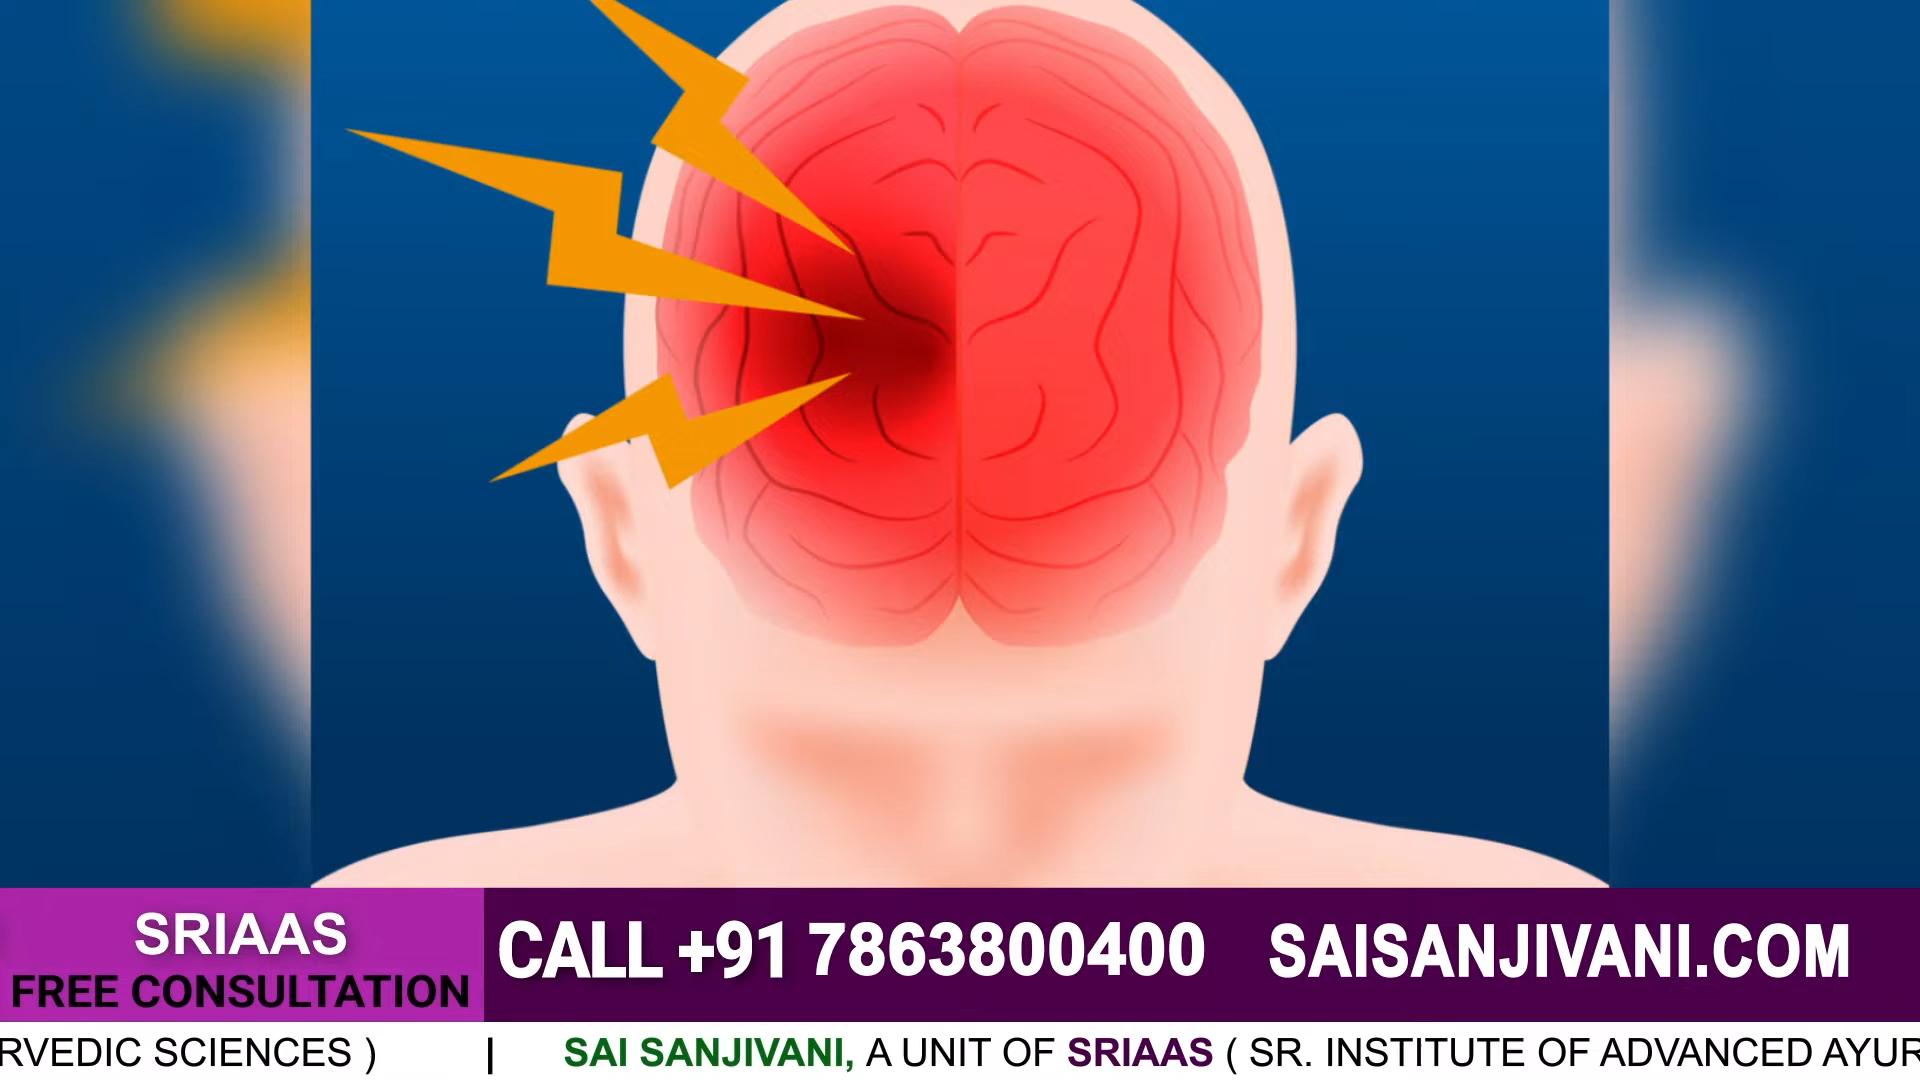 SRIAAS
FREE CONSULTATION
CALL +91 7863800400 SAISANJIVANI.COM
RVEDIC SCIENCES ) | SAI SANJIVANI, A UNIT OF SRIAAS ( SR. INSTITUTE OF ADVANCED AYUR